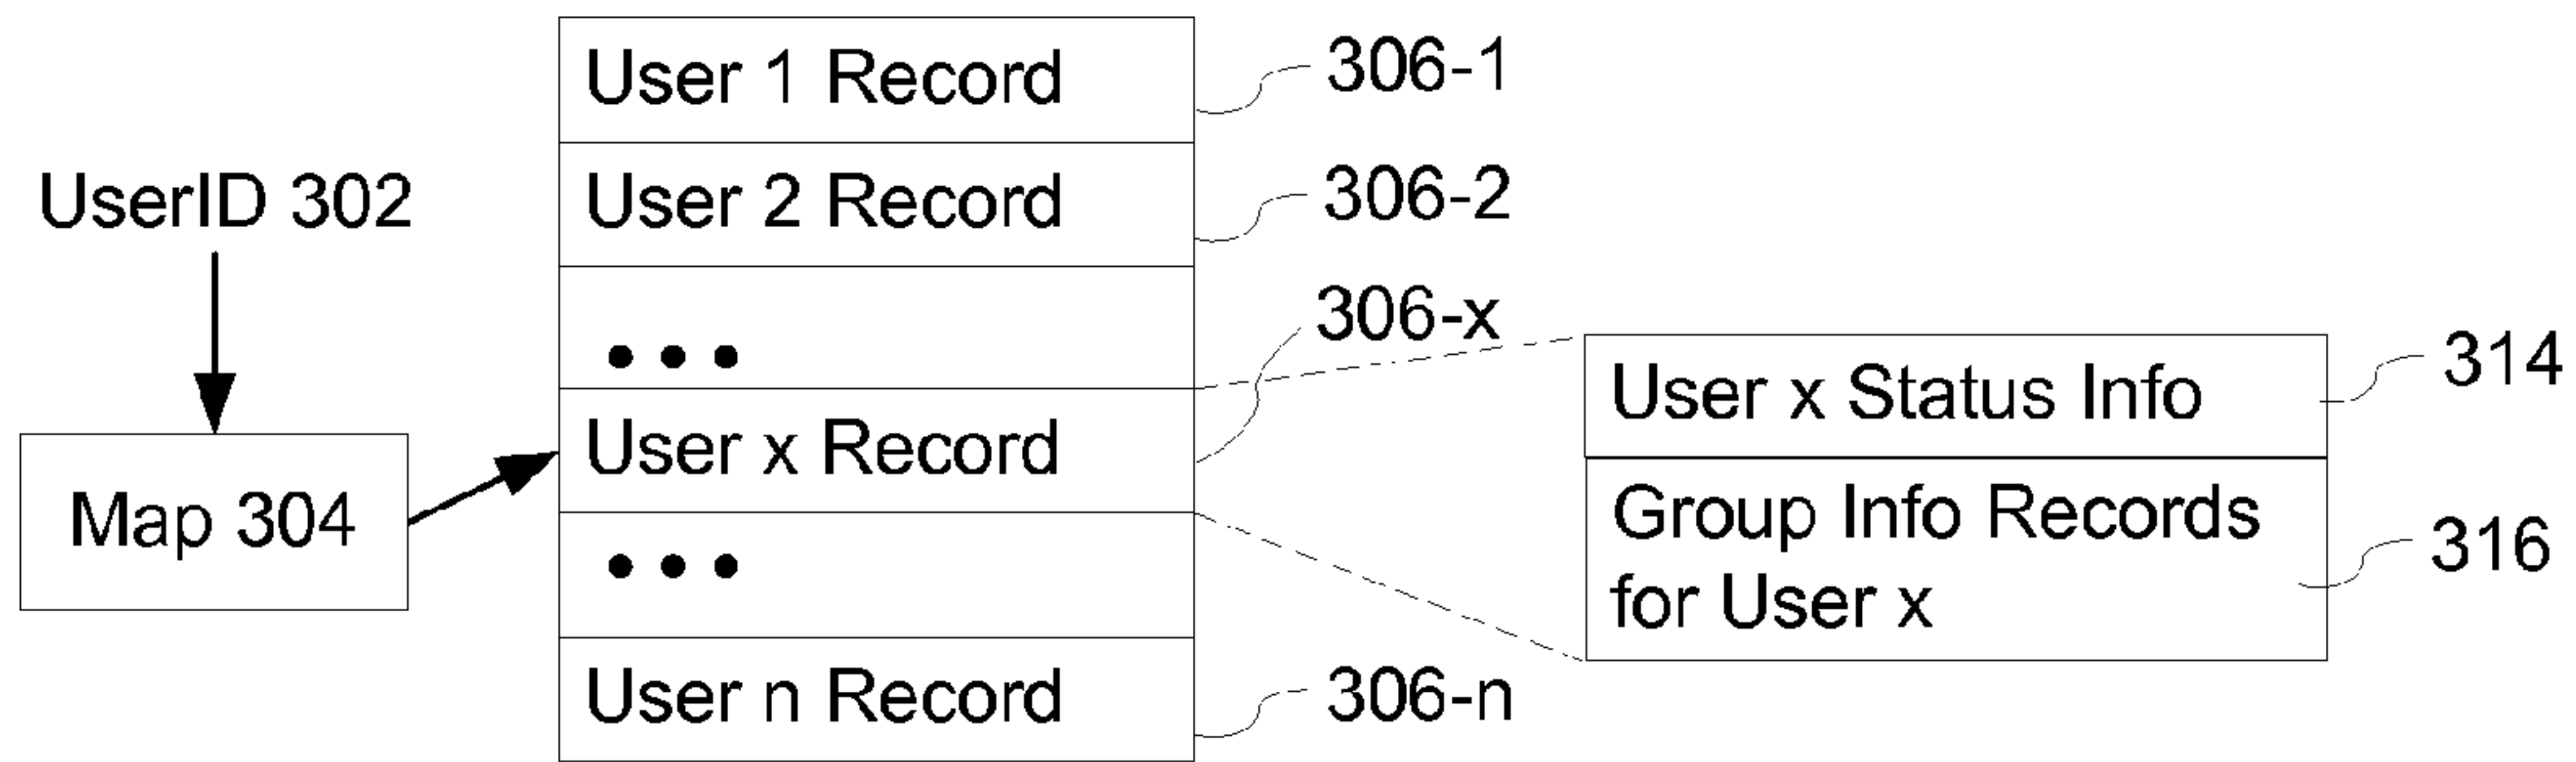 User 1 Record
306-1
UserID 302
User 2 Record
306-2
306-x
• • •
User x Status Info
314
User x Record
Map 304
Group Info Records
for User x
316
• • •
User n Record
306-n